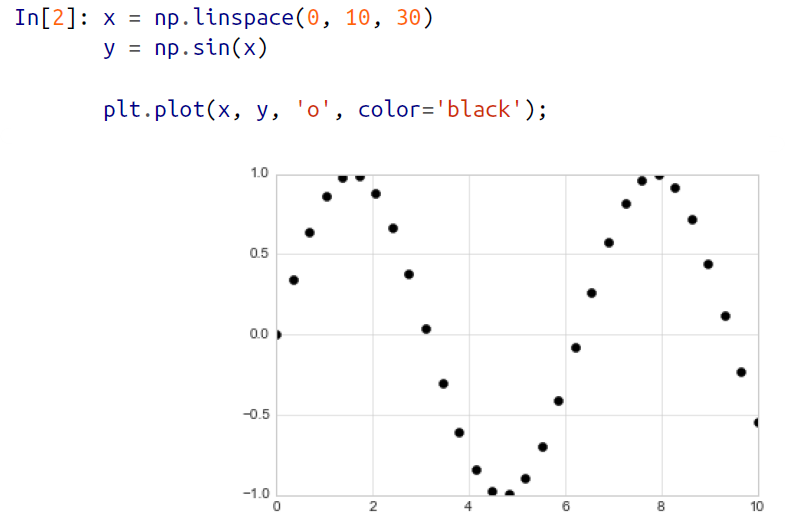 In[2]: x = np.linspace(0, 10, 30)
y = np.sin(x)
plt.plot(x, y, 'o', color='black');
1.0
0.5
0.0
−0.5
−1.0
0 2 4 6 8 10